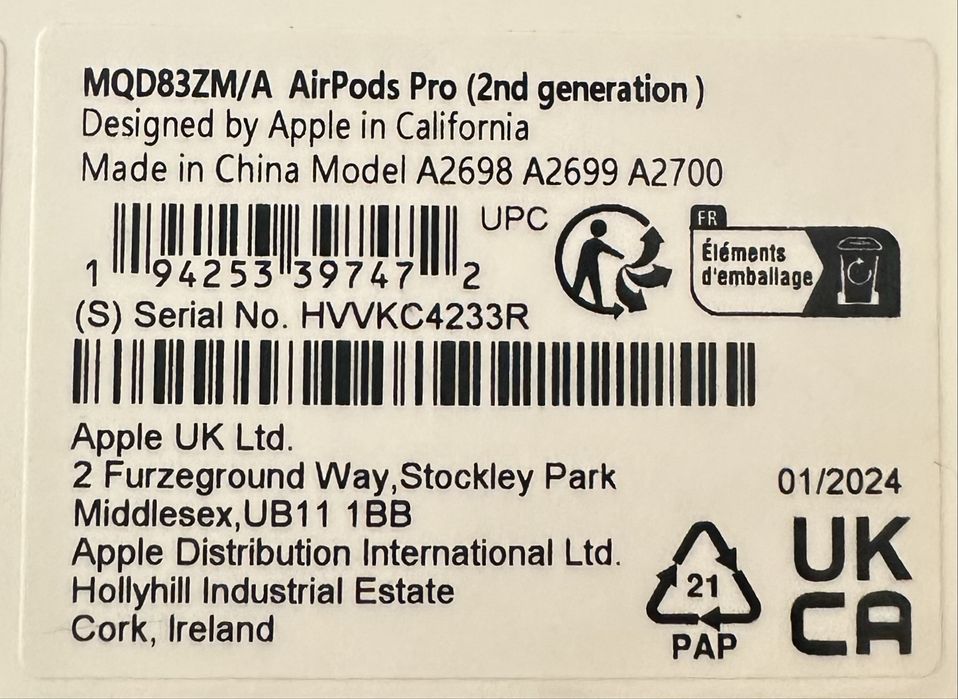 MQD83ZM/A AirPods Pro (2nd generation )
Designed by Apple in California
Made in China Model A2698 A2699 A2700
UPC
1 94253 39747 2
FR
Éléments
d'emballage
(S) Serial No. HVVKC4233R
Apple UK Ltd.
2 Furzeground Way,Stockley Park
Middlesex,UB11 1BB
Apple Distribution International Ltd.
Hollyhill Industrial Estate
Cork, Ireland
01/2024
21
PAP
UK
CA